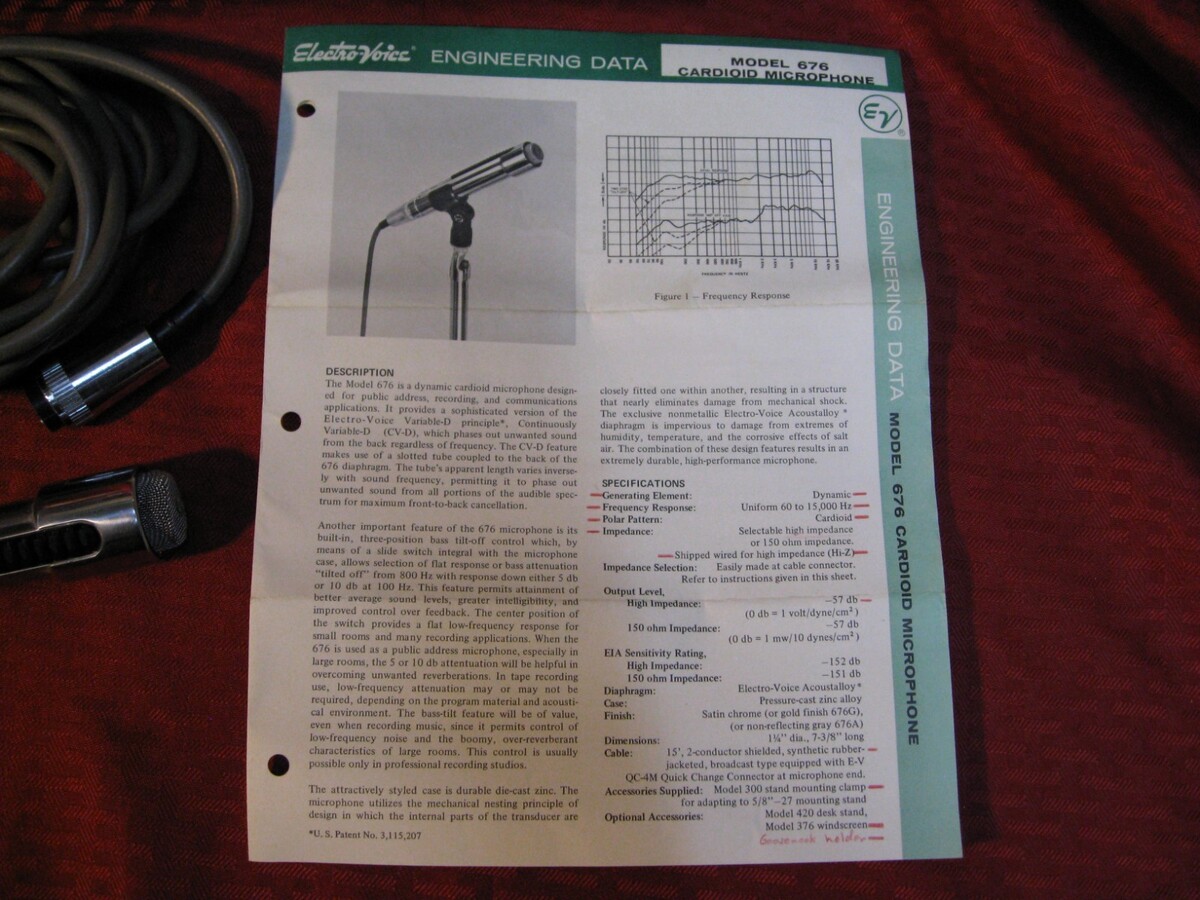 Electro-Voice® ENGINEERING DATA
MODEL 676
CARDIOID MICROPHONE
EV®
FREQUENCY IN HERTZ
Figure 1 – Frequency Response
ENGINEERING DATA MODEL 676 CARDIOID MICROPHONE
DESCRIPTION
The Model 676 is a dynamic cardioid microphone design-
ed for public address, recording, and communications
applications. It provides a sophisticated version of the
Electro-Voice Variable-D principle*, Continuously
Variable-D (CV-D), which phases out unwanted sound
from the back regardless of frequency. The CV-D feature
makes use of a slotted tube coupled to the back of the
676 diaphragm. The tube's apparent length varies inverse-
ly with sound frequency, permitting it to phase out
unwanted sound from all portions of the audible spec-
trum for maximum front-to-back cancellation.
Another important feature of the 676 microphone is its
built-in, three-position bass tilt-off control which, by
means of a slide switch integral with the microphone
case, allows selection of flat response or bass attenuation
"tilted off" from 800 Hz with response down either 5 db
or 10 db at 100 Hz. This feature permits attainment of
better average sound levels, greater intelligibility, and
improved control over feedback. The center position of
the switch provides a flat low-frequency response for
small rooms and many recording applications. When the
676 is used as a public address microphone, especially in
large rooms, the 5 or 10 db attentuation will be helpful in
overcoming unwanted reverberations. In tape recording
use, low-frequency attenuation may or may not be
required, depending on the program material and acousti-
cal environment. The bass-tilt feature will be of value,
even when recording music, since it permits control of
low-frequency noise and the boomy, over-reverberant
characteristics of large rooms. This control is usually
possible only in professional recording studios.
The attractively styled case is durable die-cast zinc. The
microphone utilizes the mechanical nesting principle of
design in which the internal parts of the transducer are
*U. S. Patent No. 3,115,207
closely fitted one within another, resulting in a structure
that nearly eliminates damage from mechanical shock.
The exclusive nonmetallic Electro-Voice Acoustalloy*
diaphragm is impervious to damage from extremes of
humidity, temperature, and the corrosive effects of salt
air. The combination of these design features results in an
extremely durable, high-performance microphone.
SPECIFICATIONS
Generating Element: Dynamic
Frequency Response: Uniform 60 to 15,000 Hz
Polar Pattern: Cardioid
Impedance: Selectable high impedance
or 150 ohm impedance.
Shipped wired for high impedance (Hi-Z)
Impedance Selection: Easily made at cable connector.
Refer to instructions given in this sheet.
Output Level,
High Impedance: –57 db
(0 db = 1 volt/dyne/cm²)
150 ohm Impedance: –57 db
(0 db = 1 mw/10 dynes/cm²)
EIA Sensitivity Rating,
High Impedance: –152 db
150 ohm Impedance: –151 db
Diaphragm: Electro-Voice Acoustalloy*
Case: Pressure-cast zinc alloy
Finish: Satin chrome (or gold finish 676G),
(or non-reflecting gray 676A)
Dimensions: 1¼" dia., 7-3/8" long
Cable: 15', 2-conductor shielded, synthetic rubber-
jacketed, broadcast type equipped with E-V
QC-4M Quick Change Connector at microphone end.
Accessories Supplied: Model 300 stand mounting clamp
for adapting to 5/8"–27 mounting stand
Optional Accessories: Model 420 desk stand,
Model 376 windscreen
Gooseneck holder